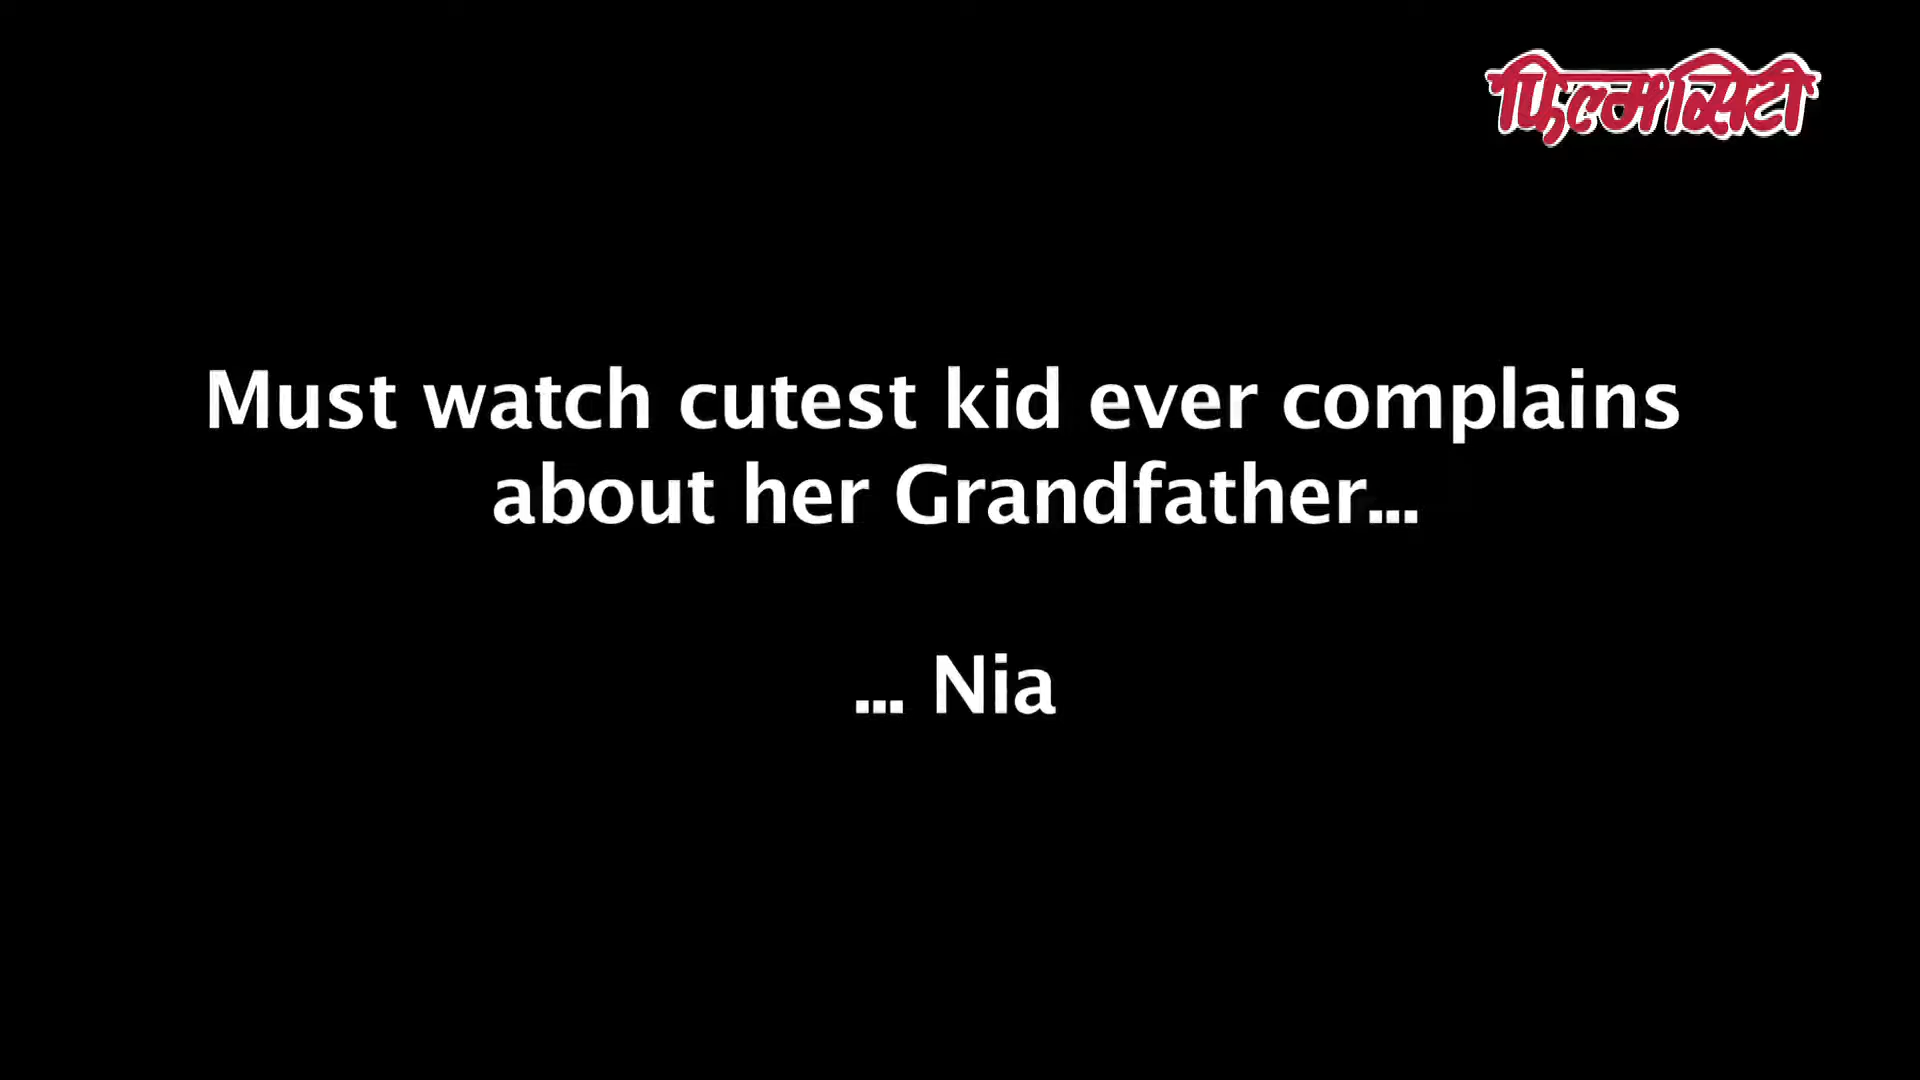 फिल्मसिटी
Must watch cutest kid ever complains
about her Grandfather...
... Nia